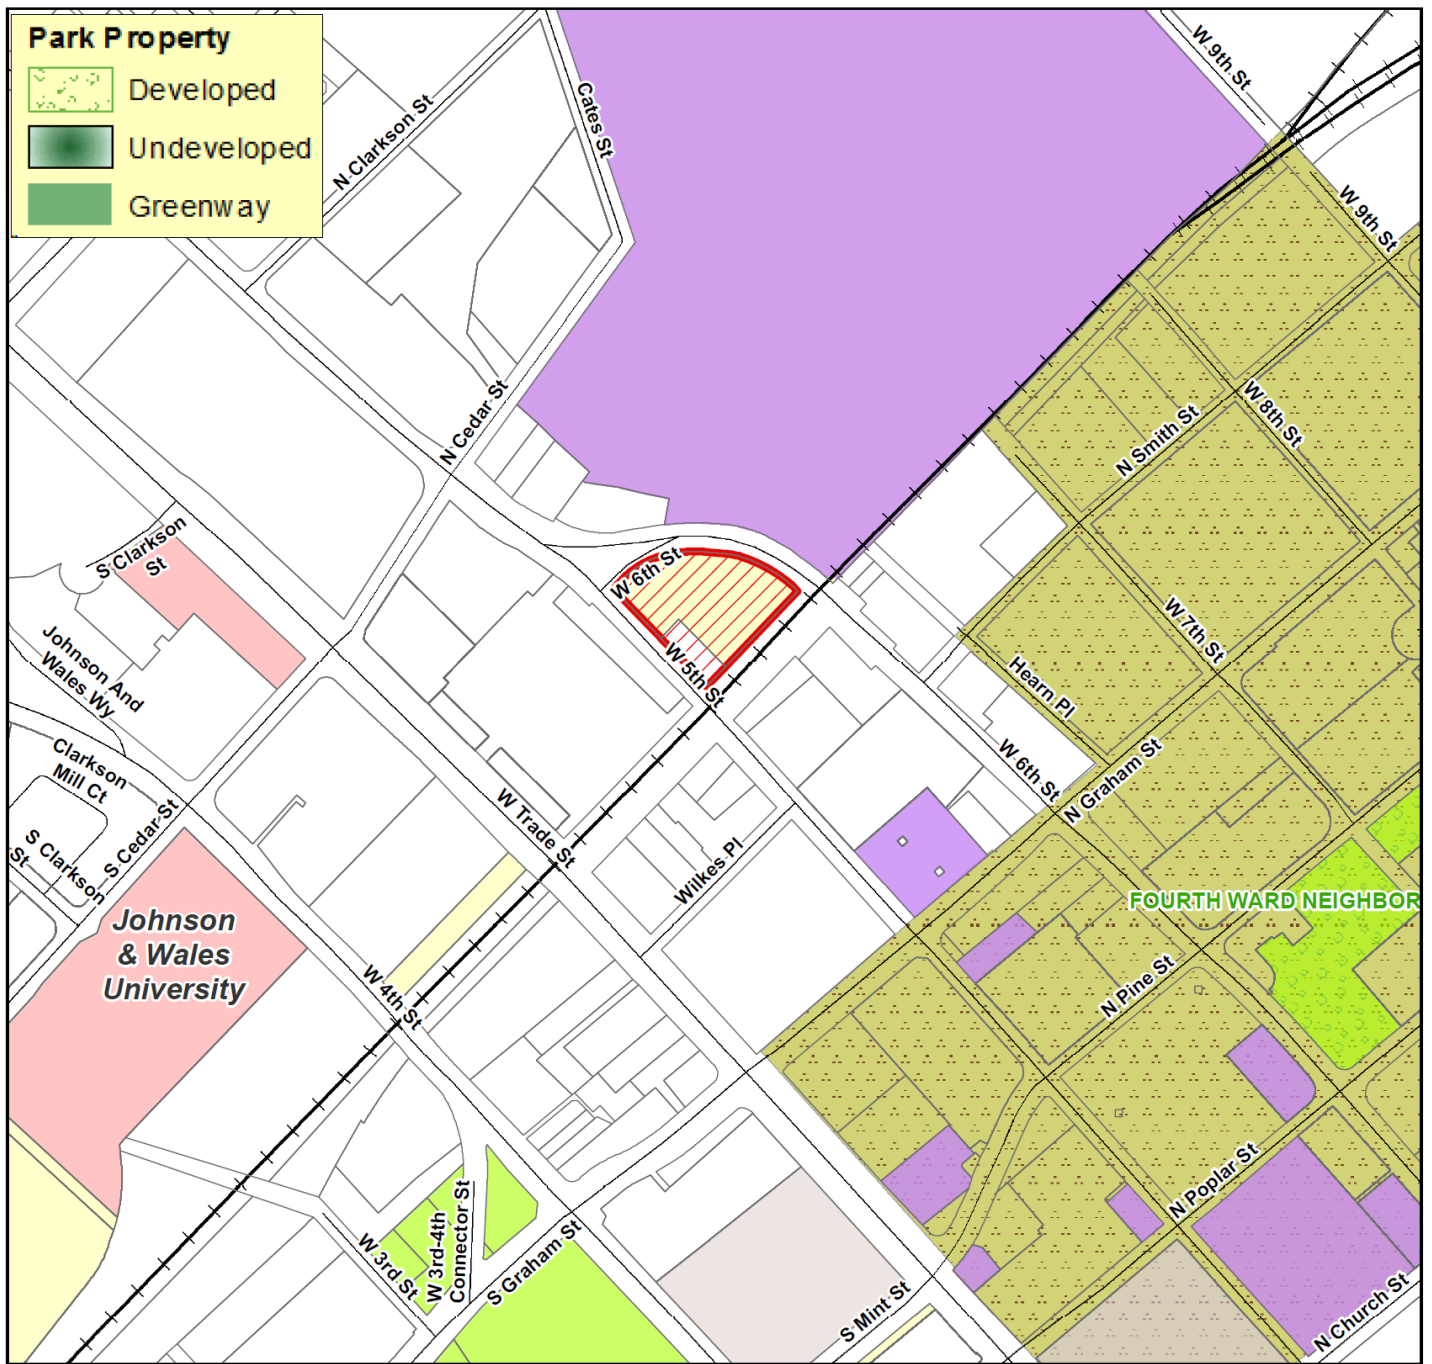 Park Property
Developed
Undeveloped
Greenway
N Clarkson St
Cates St
W 9th St
W 9th St
N Cedar St
N Smith St
W 8th St
S Clarkson
St
W 6th St
W 7th St
Johnson And
Wales Wy
W 5th St
Hearn Pl
Clarkson
Mill Ct
W 6th St
N Graham St
S Cedar St
S Clarkson
St
W Trade St
Wilkes Pl
FOURTH WARD NEIGHBOR
Johnson
& Wales
University
W 4th St
N Pine St
N Poplar St
W 3rd-4th
Connector St
W 3rd St
S Graham St
S Mint St
N Church St